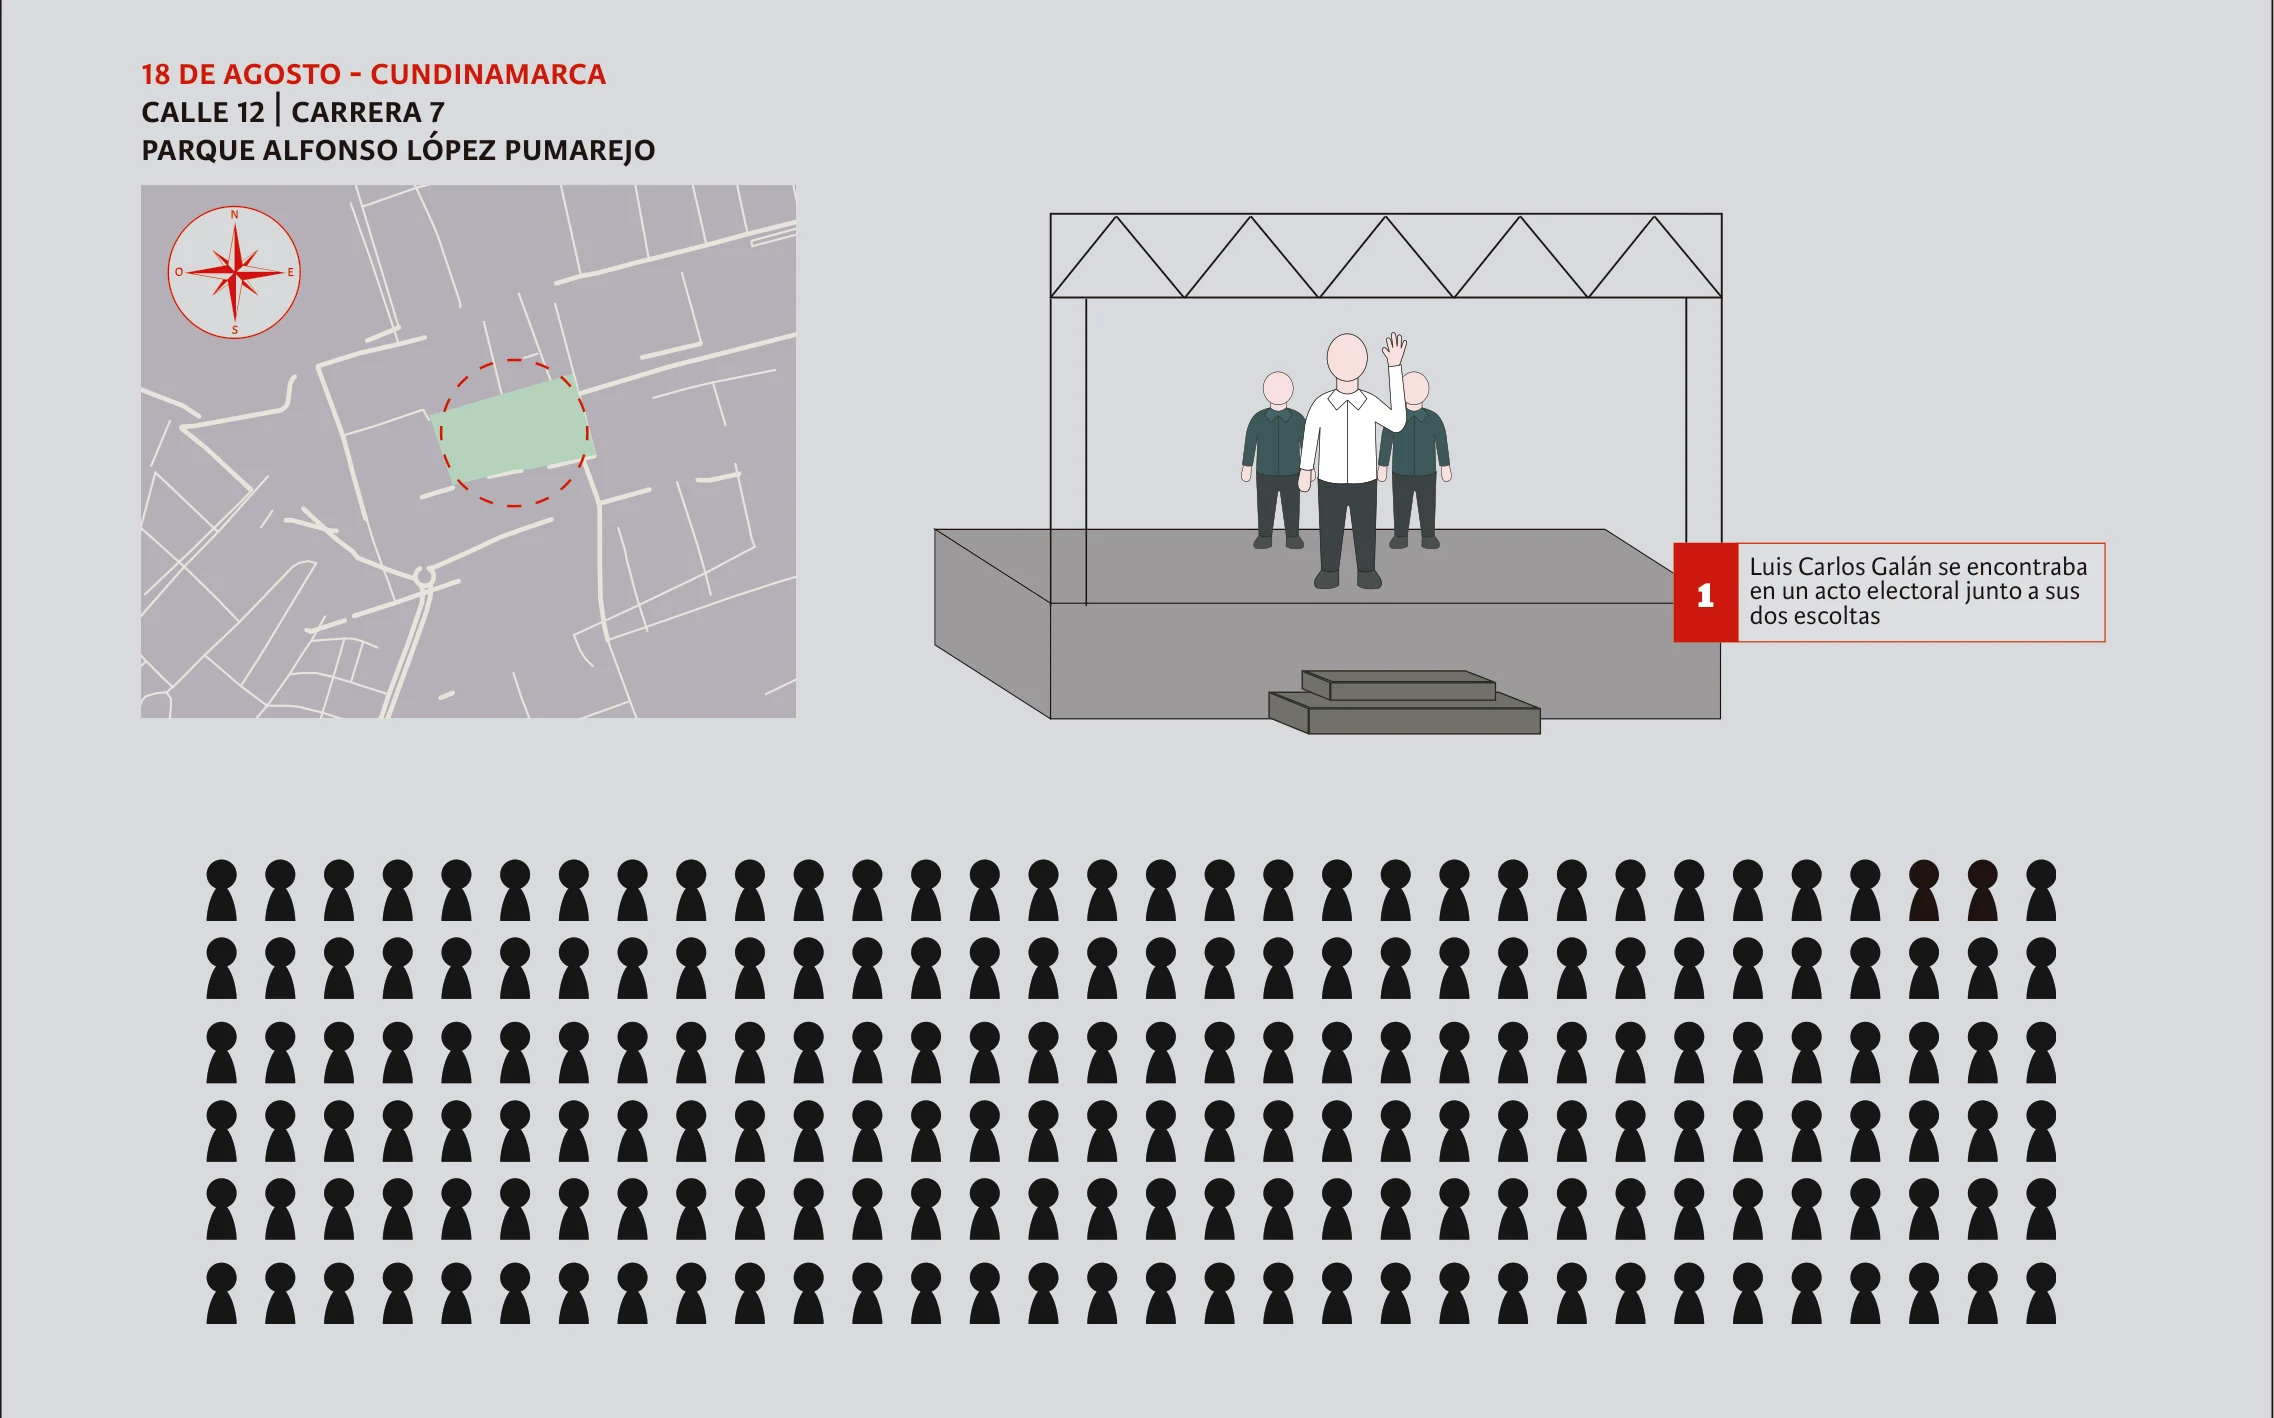 18 DE AGOSTO - CUNDINAMARCA
CALLE 12 | CARRERA 7
PARQUE ALFONSO LÓPEZ PUMAREJO
N
O
E
S
1
Luis Carlos Galán se encontraba
en un acto electoral junto a sus
dos escoltas